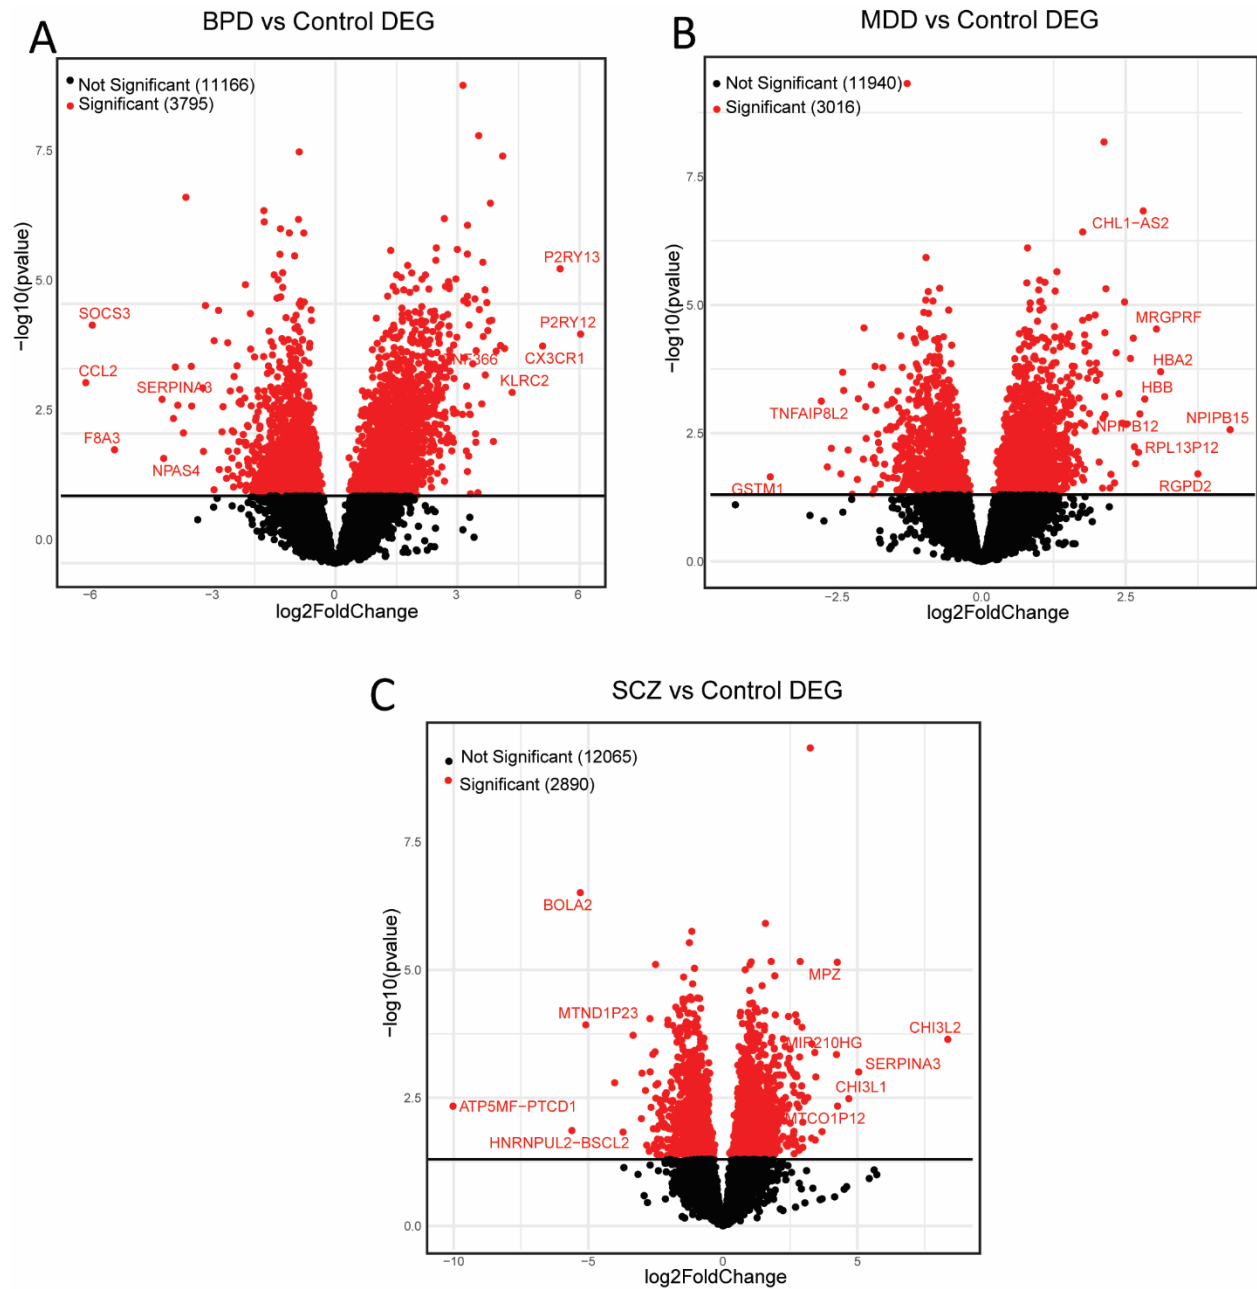 A
BPD vs Control DEG
Not Significant (11166)
Significant (3795)
7.5
5.0
2.5
0.0
−log10(pvalue)
P2RY13
SOCS3
P2RY12
CX3CR1
CCL2
SERPINA3
KLRC2
F8A3
NPAS4
−6
−3
0
3
6
log2FoldChange
B
MDD vs Control DEG
Not Significant (11940)
Significant (3016)
7.5
5.0
2.5
0.0
−log10(pvalue)
CHL1−AS2
MRGPRF
HBA2
HBB
TNFAIP8L2
NPIPB15
NPIPB12
RPL13P12
GSTM1
RGPD2
−2.5
0.0
2.5
log2FoldChange
C
SCZ vs Control DEG
Not Significant (12065)
Significant (2890)
7.5
5.0
2.5
0.0
−log10(pvalue)
BOLA2
MPZ
MTND1P23
CHI3L2
MIR210HG
SERPINA3
CHI3L1
ATP5MF−PTCD1
MTCO1P12
HNRNPUL2−BSCL2
−10
−5
0
5
log2FoldChange